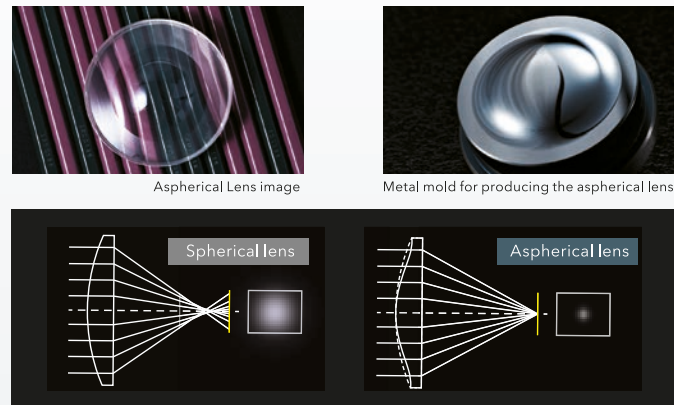 Aspherical Lens image
Metal mold for producing the aspherical lens
Spherical lens
Aspherical lens